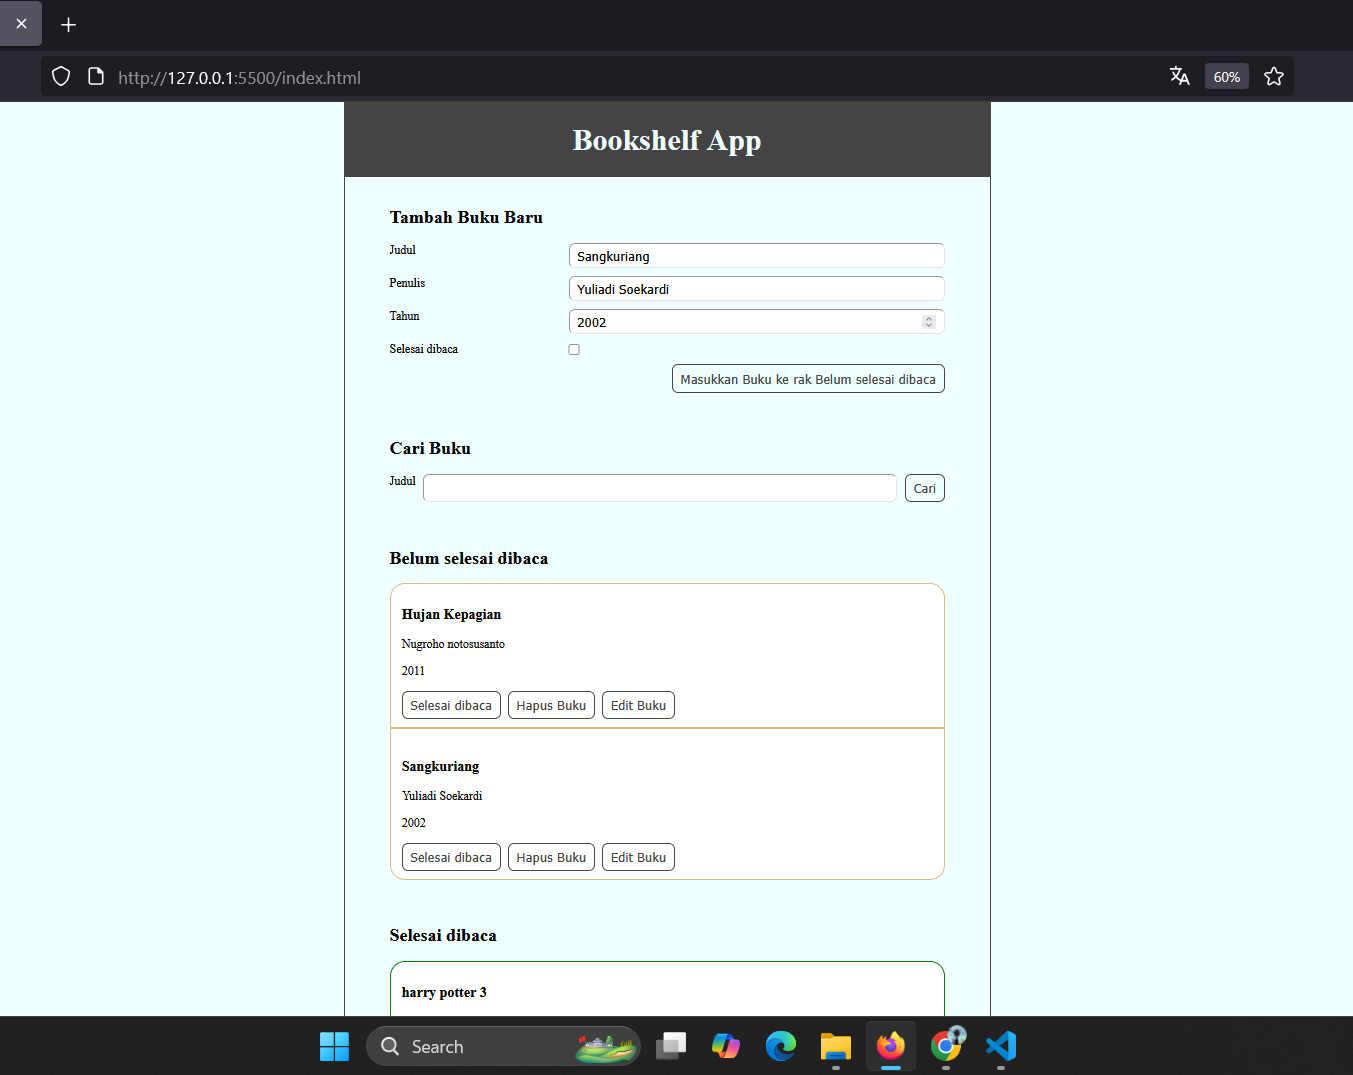 http://127.0.0.1:5500/index.html
60%
Bookshelf App
Tambah Buku Baru
Judul
Sangkuriang
Penulis
Yuliadi Soekardi
Tahun
2002
Selesai dibaca
Masukkan Buku ke rak Belum selesai dibaca
Cari Buku
Judul
Cari
Belum selesai dibaca
Hujan Kepagian
Nugroho notosusanto
2011
Selesai dibaca Hapus Buku Edit Buku
Sangkuriang
Yuliadi Soekardi
2002
Selesai dibaca Hapus Buku Edit Buku
Selesai dibaca
harry potter 3
Search